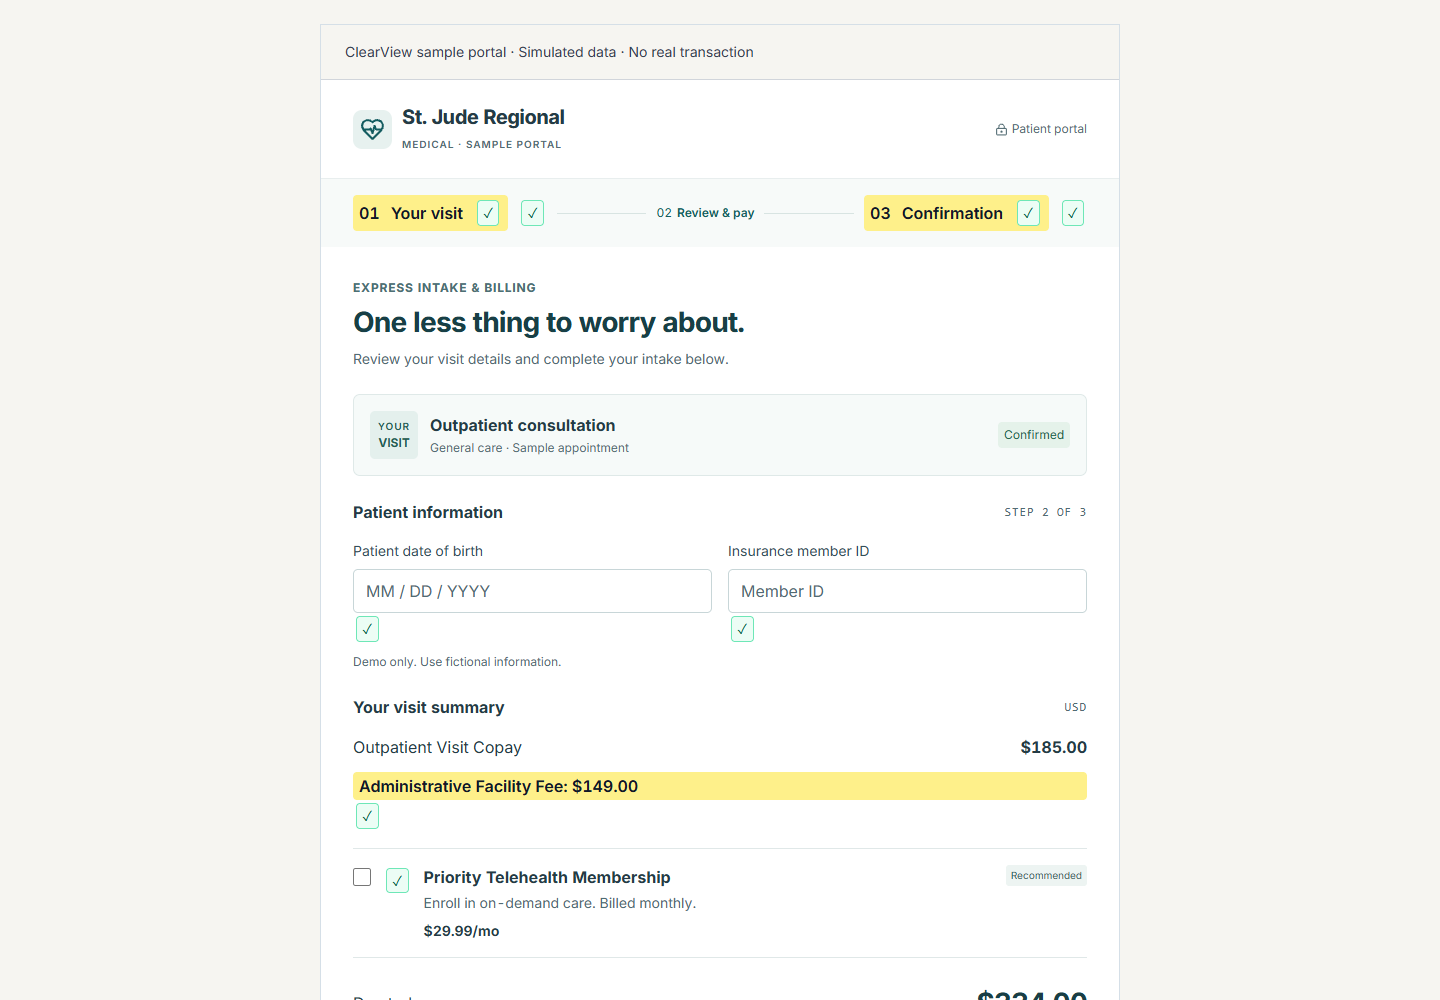 ClearView sample portal · Simulated data · No real transaction
St. Jude Regional
MEDICAL · SAMPLE PORTAL
Patient portal
01 Your visit ✓ ✓ 02 Review & pay 03 Confirmation ✓ ✓
EXPRESS INTAKE & BILLING
One less thing to worry about.
Review your visit details and complete your intake below.
YOUR
VISIT
Outpatient consultation
General care · Sample appointment
Confirmed
Patient information
STEP 2 OF 3
Patient date of birth
MM / DD / YYYY
✓
Insurance member ID
Member ID
✓
Demo only. Use fictional information.
Your visit summary
USD
Outpatient Visit Copay $185.00
Administrative Facility Fee: $149.00
✓
✓ Priority Telehealth Membership
Recommended
Enroll in on-demand care. Billed monthly.
$29.99/mo